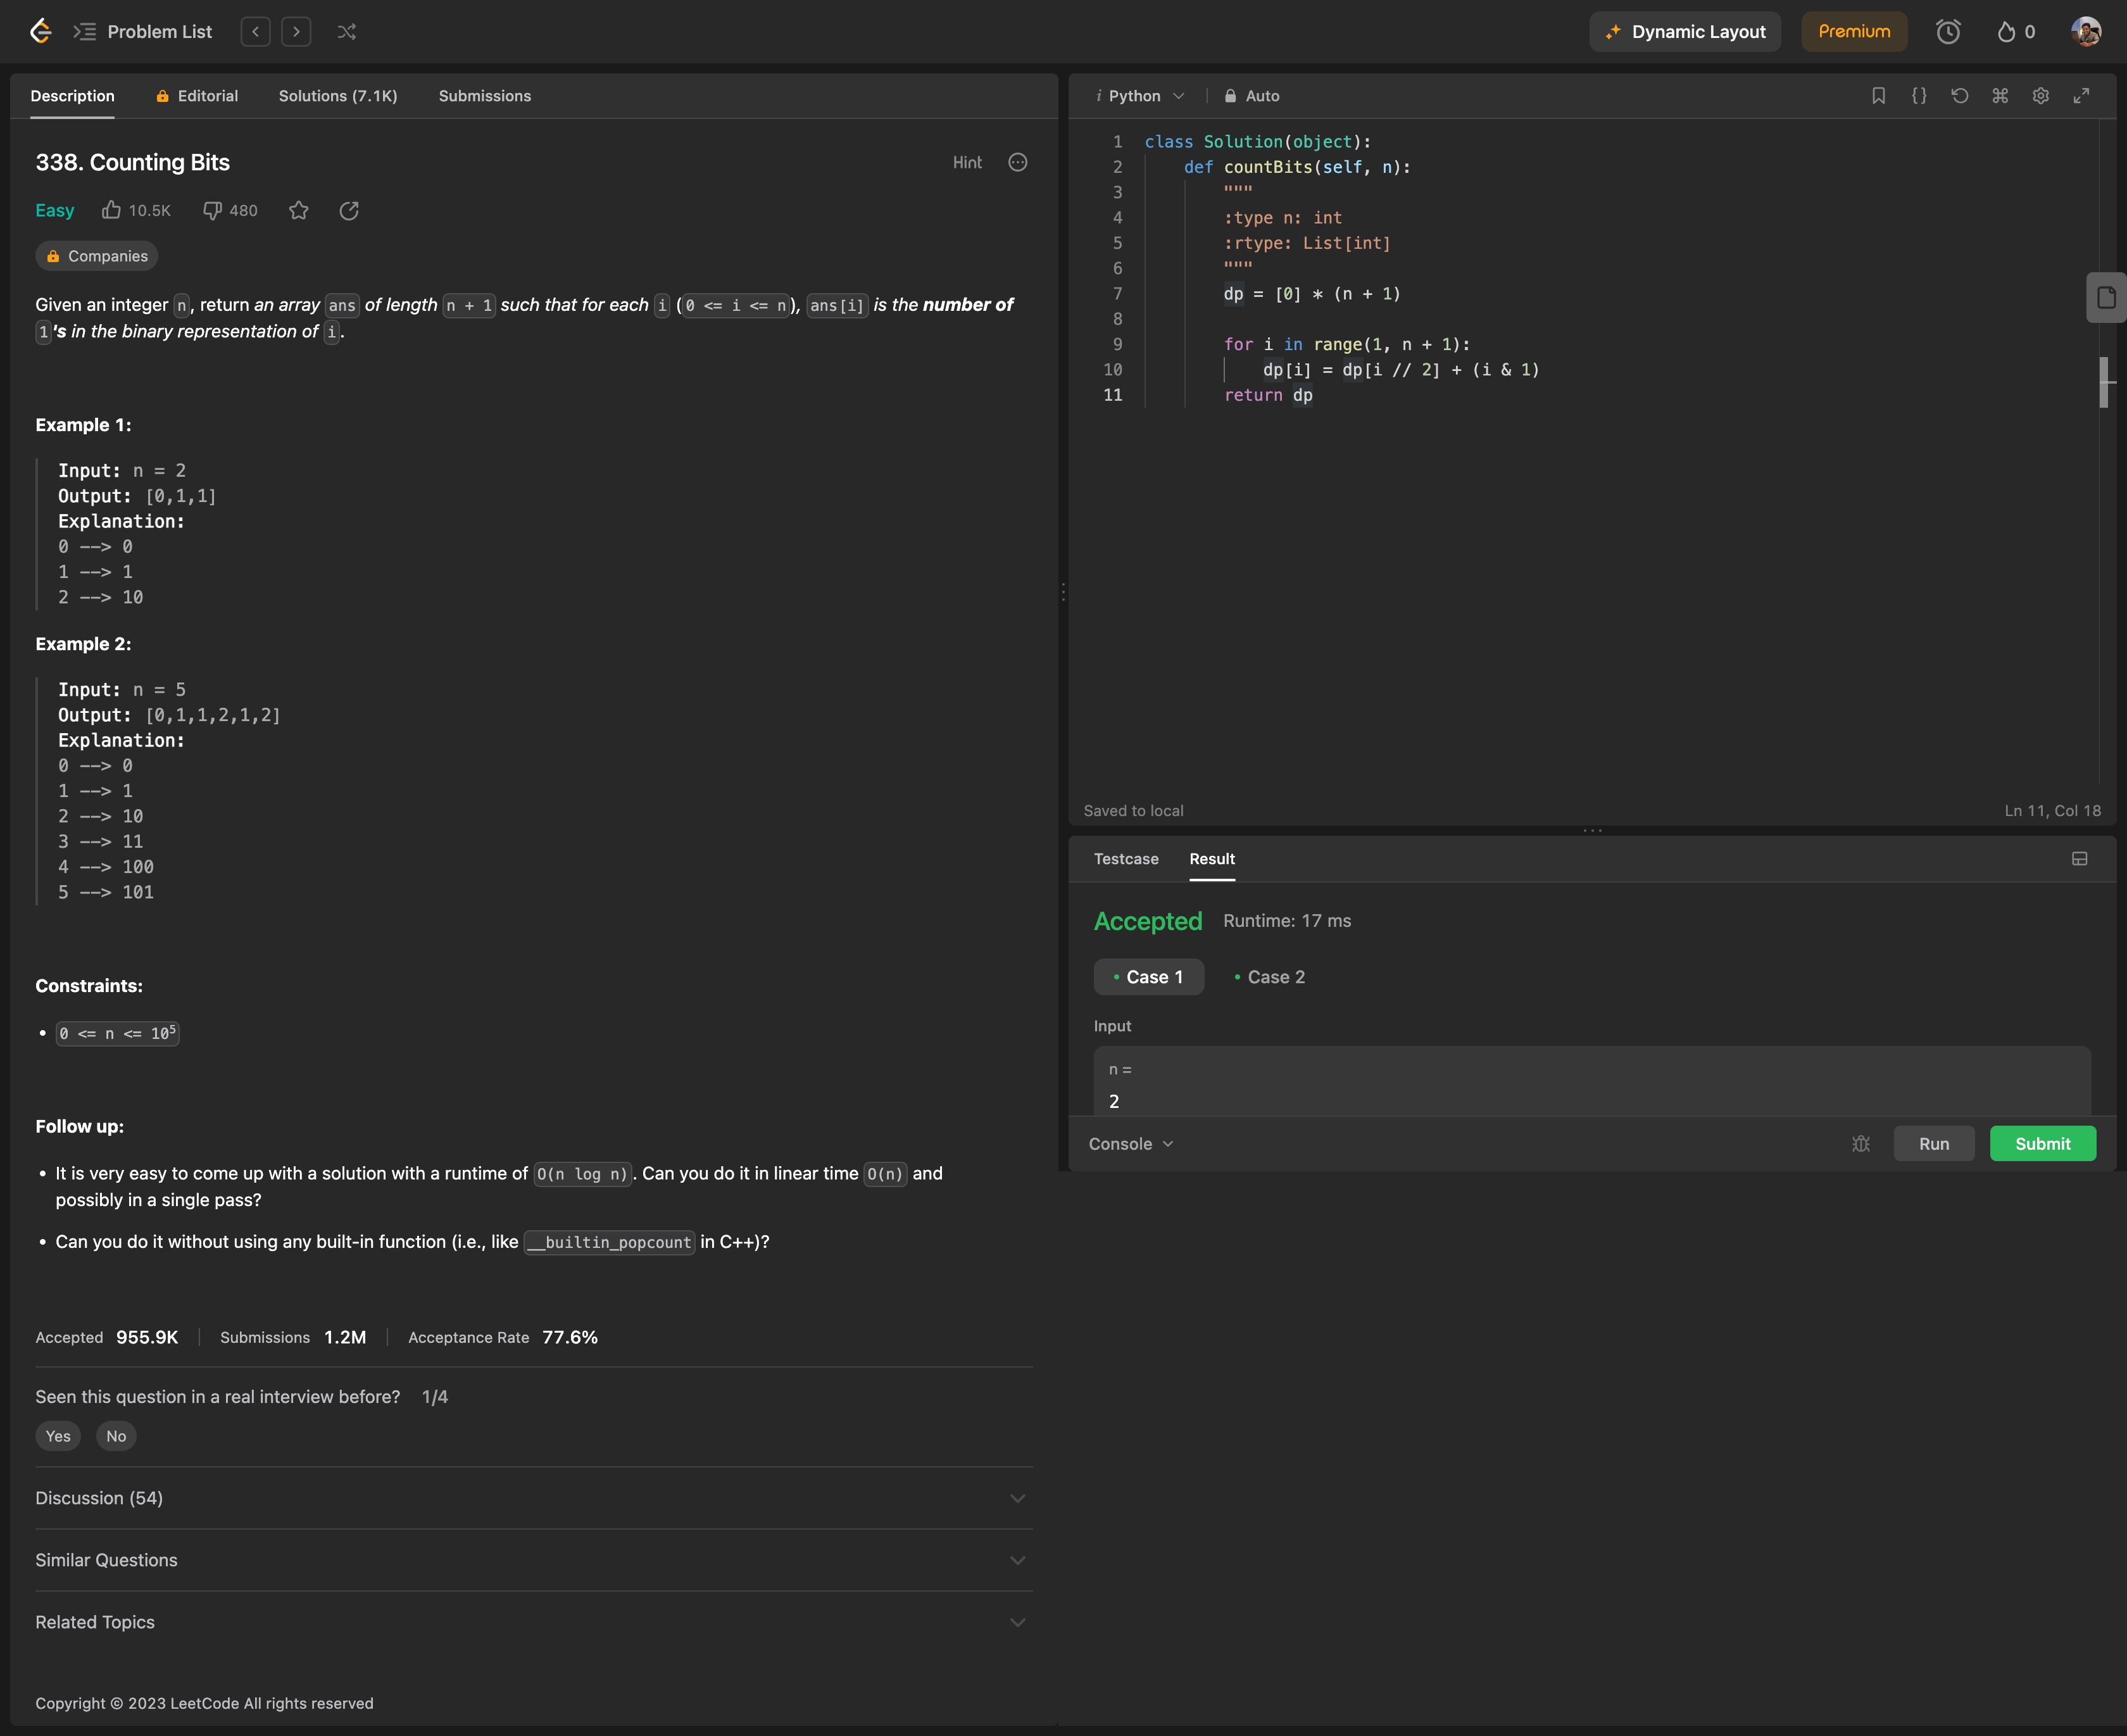 Problem List
Dynamic Layout
Premium
0
Description
Editorial
Solutions (7.1K)
Submissions
338. Counting Bits
Hint
Easy
10.5K
480
Companies
Given an integer n, return an array ans of length n + 1 such that for each i (0 <= i <= n), ans[i] is the number of
1's in the binary representation of i.
Example 1:
Input: n = 2
Output: [0,1,1]
Explanation:
0 --> 0
1 --> 1
2 --> 10
Example 2:
Input: n = 5
Output: [0,1,1,2,1,2]
Explanation:
0 --> 0
1 --> 1
2 --> 10
3 --> 11
4 --> 100
5 --> 101
Constraints:
• 0 <= n <= 10⁵
Follow up:
• It is very easy to come up with a solution with a runtime of O(n log n). Can you do it in linear time O(n) and
possibly in a single pass?
• Can you do it without using any built-in function (i.e., like __builtin_popcount in C++)?
Accepted 955.9K
Submissions 1.2M
Acceptance Rate 77.6%
Seen this question in a real interview before? 1/4
Yes
No
Discussion (54)
Similar Questions
Related Topics
Copyright © 2023 LeetCode All rights reserved
i Python
Auto
{}
1 class Solution(object):
2     def countBits(self, n):
3         """
4         :type n: int
5         :rtype: List[int]
6         """
7         dp = [0] * (n + 1)
8
9         for i in range(1, n + 1):
10             dp[i] = dp[i // 2] + (i & 1)
11         return dp
Saved to local
Ln 11, Col 18
Testcase
Result
Accepted
Runtime: 17 ms
• Case 1
• Case 2
Input
n =
2
Console
Run
Submit